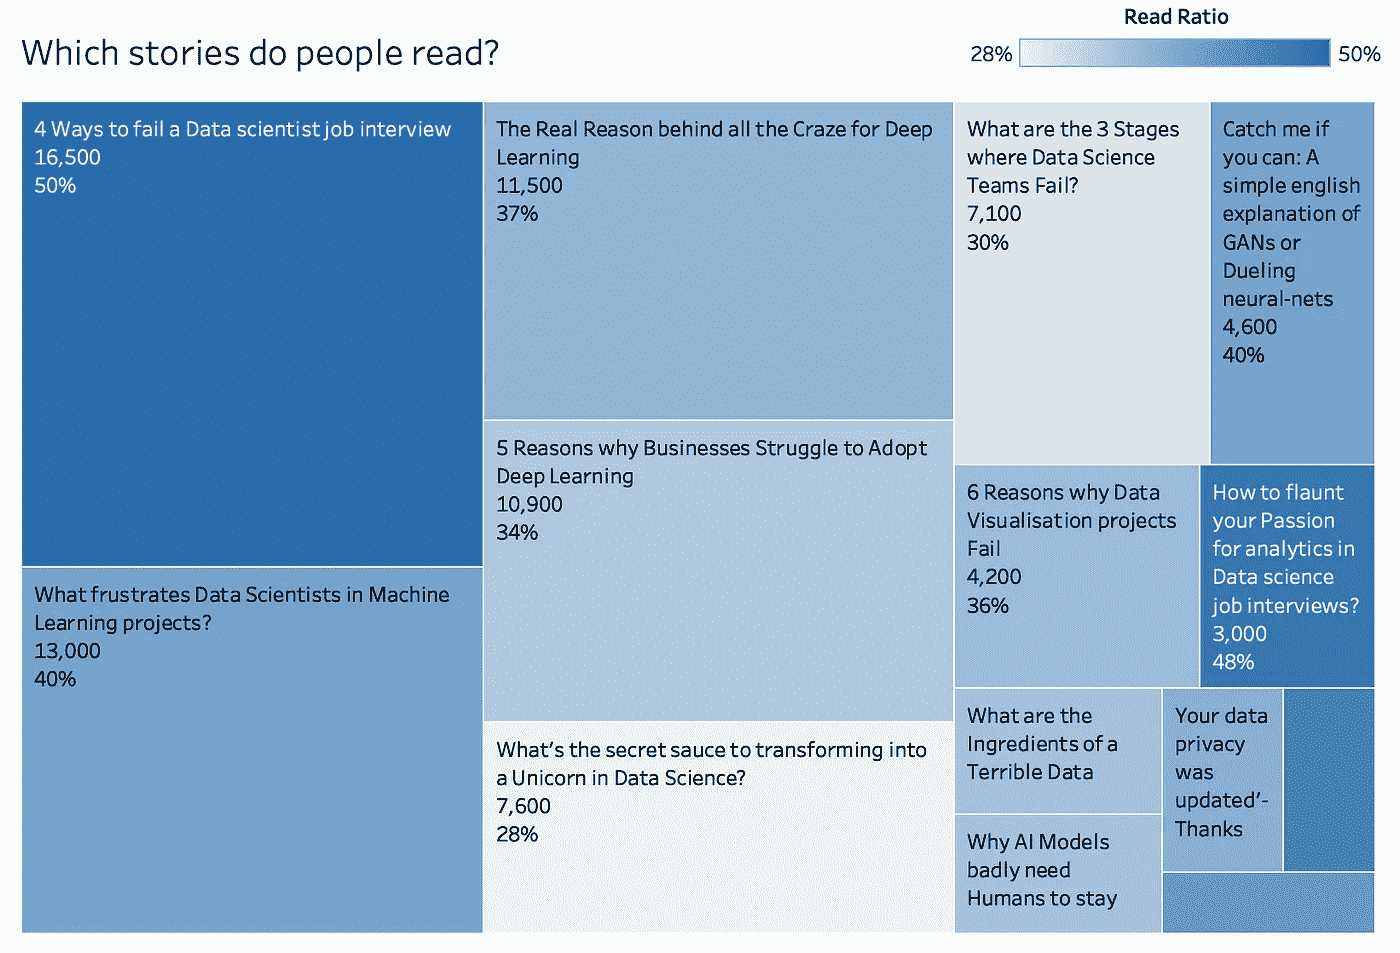 Read Ratio
28% 50%
Which stories do people read?
4 Ways to fail a Data scientist job interview
16,500
50%
What frustrates Data Scientists in Machine
Learning projects?
13,000
40%
The Real Reason behind all the Craze for Deep
Learning
11,500
37%
5 Reasons why Businesses Struggle to Adopt
Deep Learning
10,900
34%
What's the secret sauce to transforming into
a Unicorn in Data Science?
7,600
28%
What are the 3 Stages
where Data Science
Teams Fail?
7,100
30%
Catch me if
you can: A
simple english
explanation of
GANs or
Dueling
neural-nets
4,600
40%
6 Reasons why Data
Visualisation projects
Fail
4,200
36%
How to flaunt
your Passion
for analytics in
Data science
job interviews?
3,000
48%
What are the
Ingredients of a
Terrible Data
Why AI Models
badly need
Humans to stay
Your data
privacy
was
updated'-
Thanks